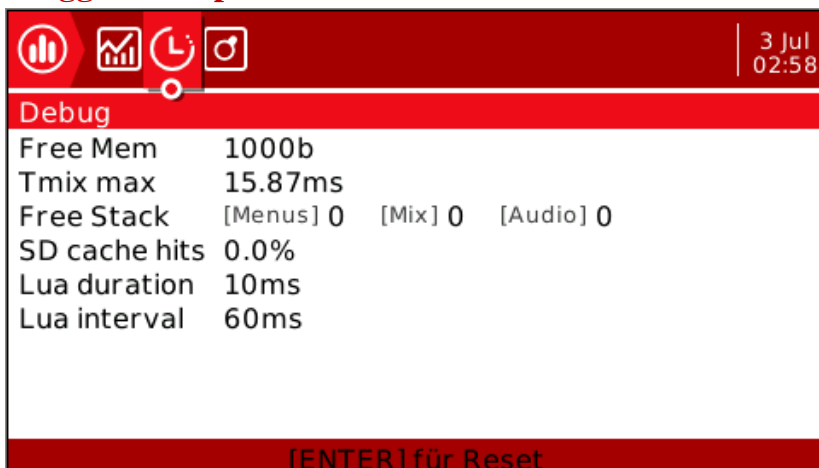 3 Jul
02:58
Debug
Free Mem 1000b
Tmix max 15.87ms
Free Stack [Menus] 0 [Mix] 0 [Audio] 0
SD cache hits 0.0%
Lua duration 10ms
Lua interval 60ms
[ENTER] für Reset